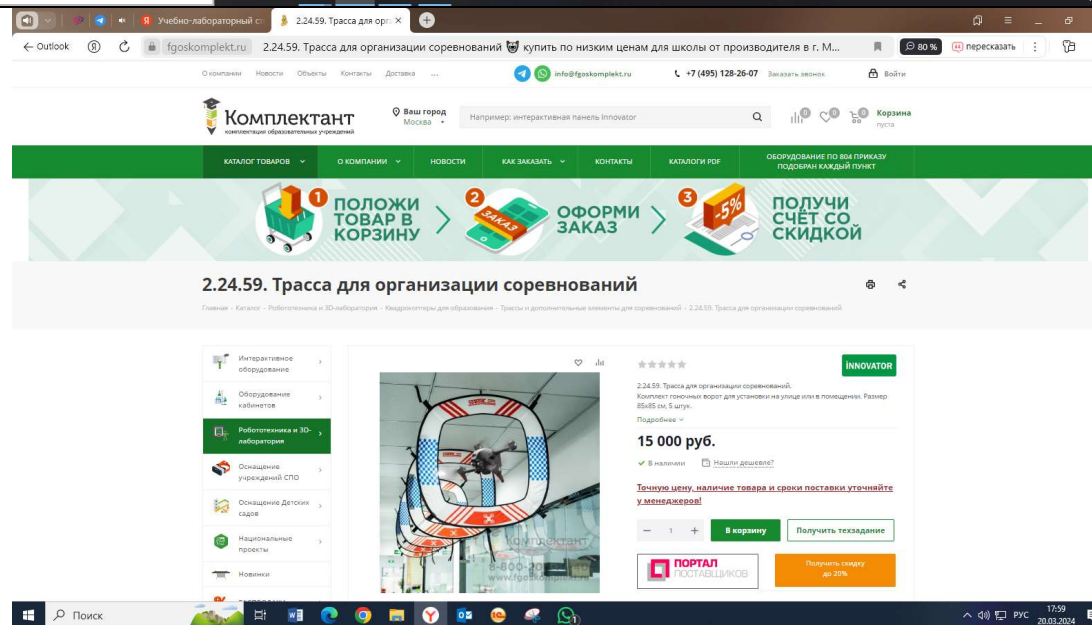 Учебно-лабораторный ст
2.24.59. Трасса для орга
← Outlook
fgoskomplekt.ru
2.24.59. Трасса для организации соревнований 🦉 купить по низким ценам для школы от производителя в г. М...
80 %
пересказать
О компании Новости Объекты Контакты Доставка ...
info@fgoskomplekt.ru
+7 (495) 128-26-07
Заказать звонок
Войти
Комплектант
комплектация образовательных учреждений
Ваш город
Москва
Например: интерактивная панель Innovator
0 0 0
Корзина
пуста
КАТАЛОГ ТОВАРОВ
О КОМПАНИИ
НОВОСТИ
КАК ЗАКАЗАТЬ
КОНТАКТЫ
КАТАЛОГИ PDF
ОБОРУДОВАНИЕ ПО 804 ПРИКАЗУ
ПОДОБРАН КАЖДЫЙ ПУНКТ
1 ПОЛОЖИ
ТОВАР В
КОРЗИНУ
2 ЗАКАЗ
ОФОРМИ
ЗАКАЗ
3 -5%
ПОЛУЧИ
СЧЁТ СО
СКИДКОЙ
2.24.59. Трасса для организации соревнований
Главная - Каталог - Робототехника и 3D-лаборатория - Квадрокоптеры для образования - Трассы и дополнительные элементы для соревнований - 2.24.59. Трасса для организации соревнований
Интерактивное
оборудование
Оборудование
кабинетов
Робототехника и 3D-
лаборатория
Оснащение
учреждений СПО
Оснащение Детских
садов
Национальные
проекты
Новинки
Комплектант
www.fgoskomplekt.ru
INNOVATOR
2.24.59. Трасса для организации соревнований.
Комплект гоночных ворот для установки на улице или в помещении. Размер
85x85 см, 5 штук.
Подробнее
15 000 руб.
В наличии
Нашли дешевле?
Точную цену, наличие товара и сроки поставки уточняйте
у менеджеров!
− 1 +
В корзину
Получить техзадание
ПОРТАЛ
ПОСТАВЩИКОВ
Получить скидку
до 20%
Поиск
РУС
17:59
20.03.2024